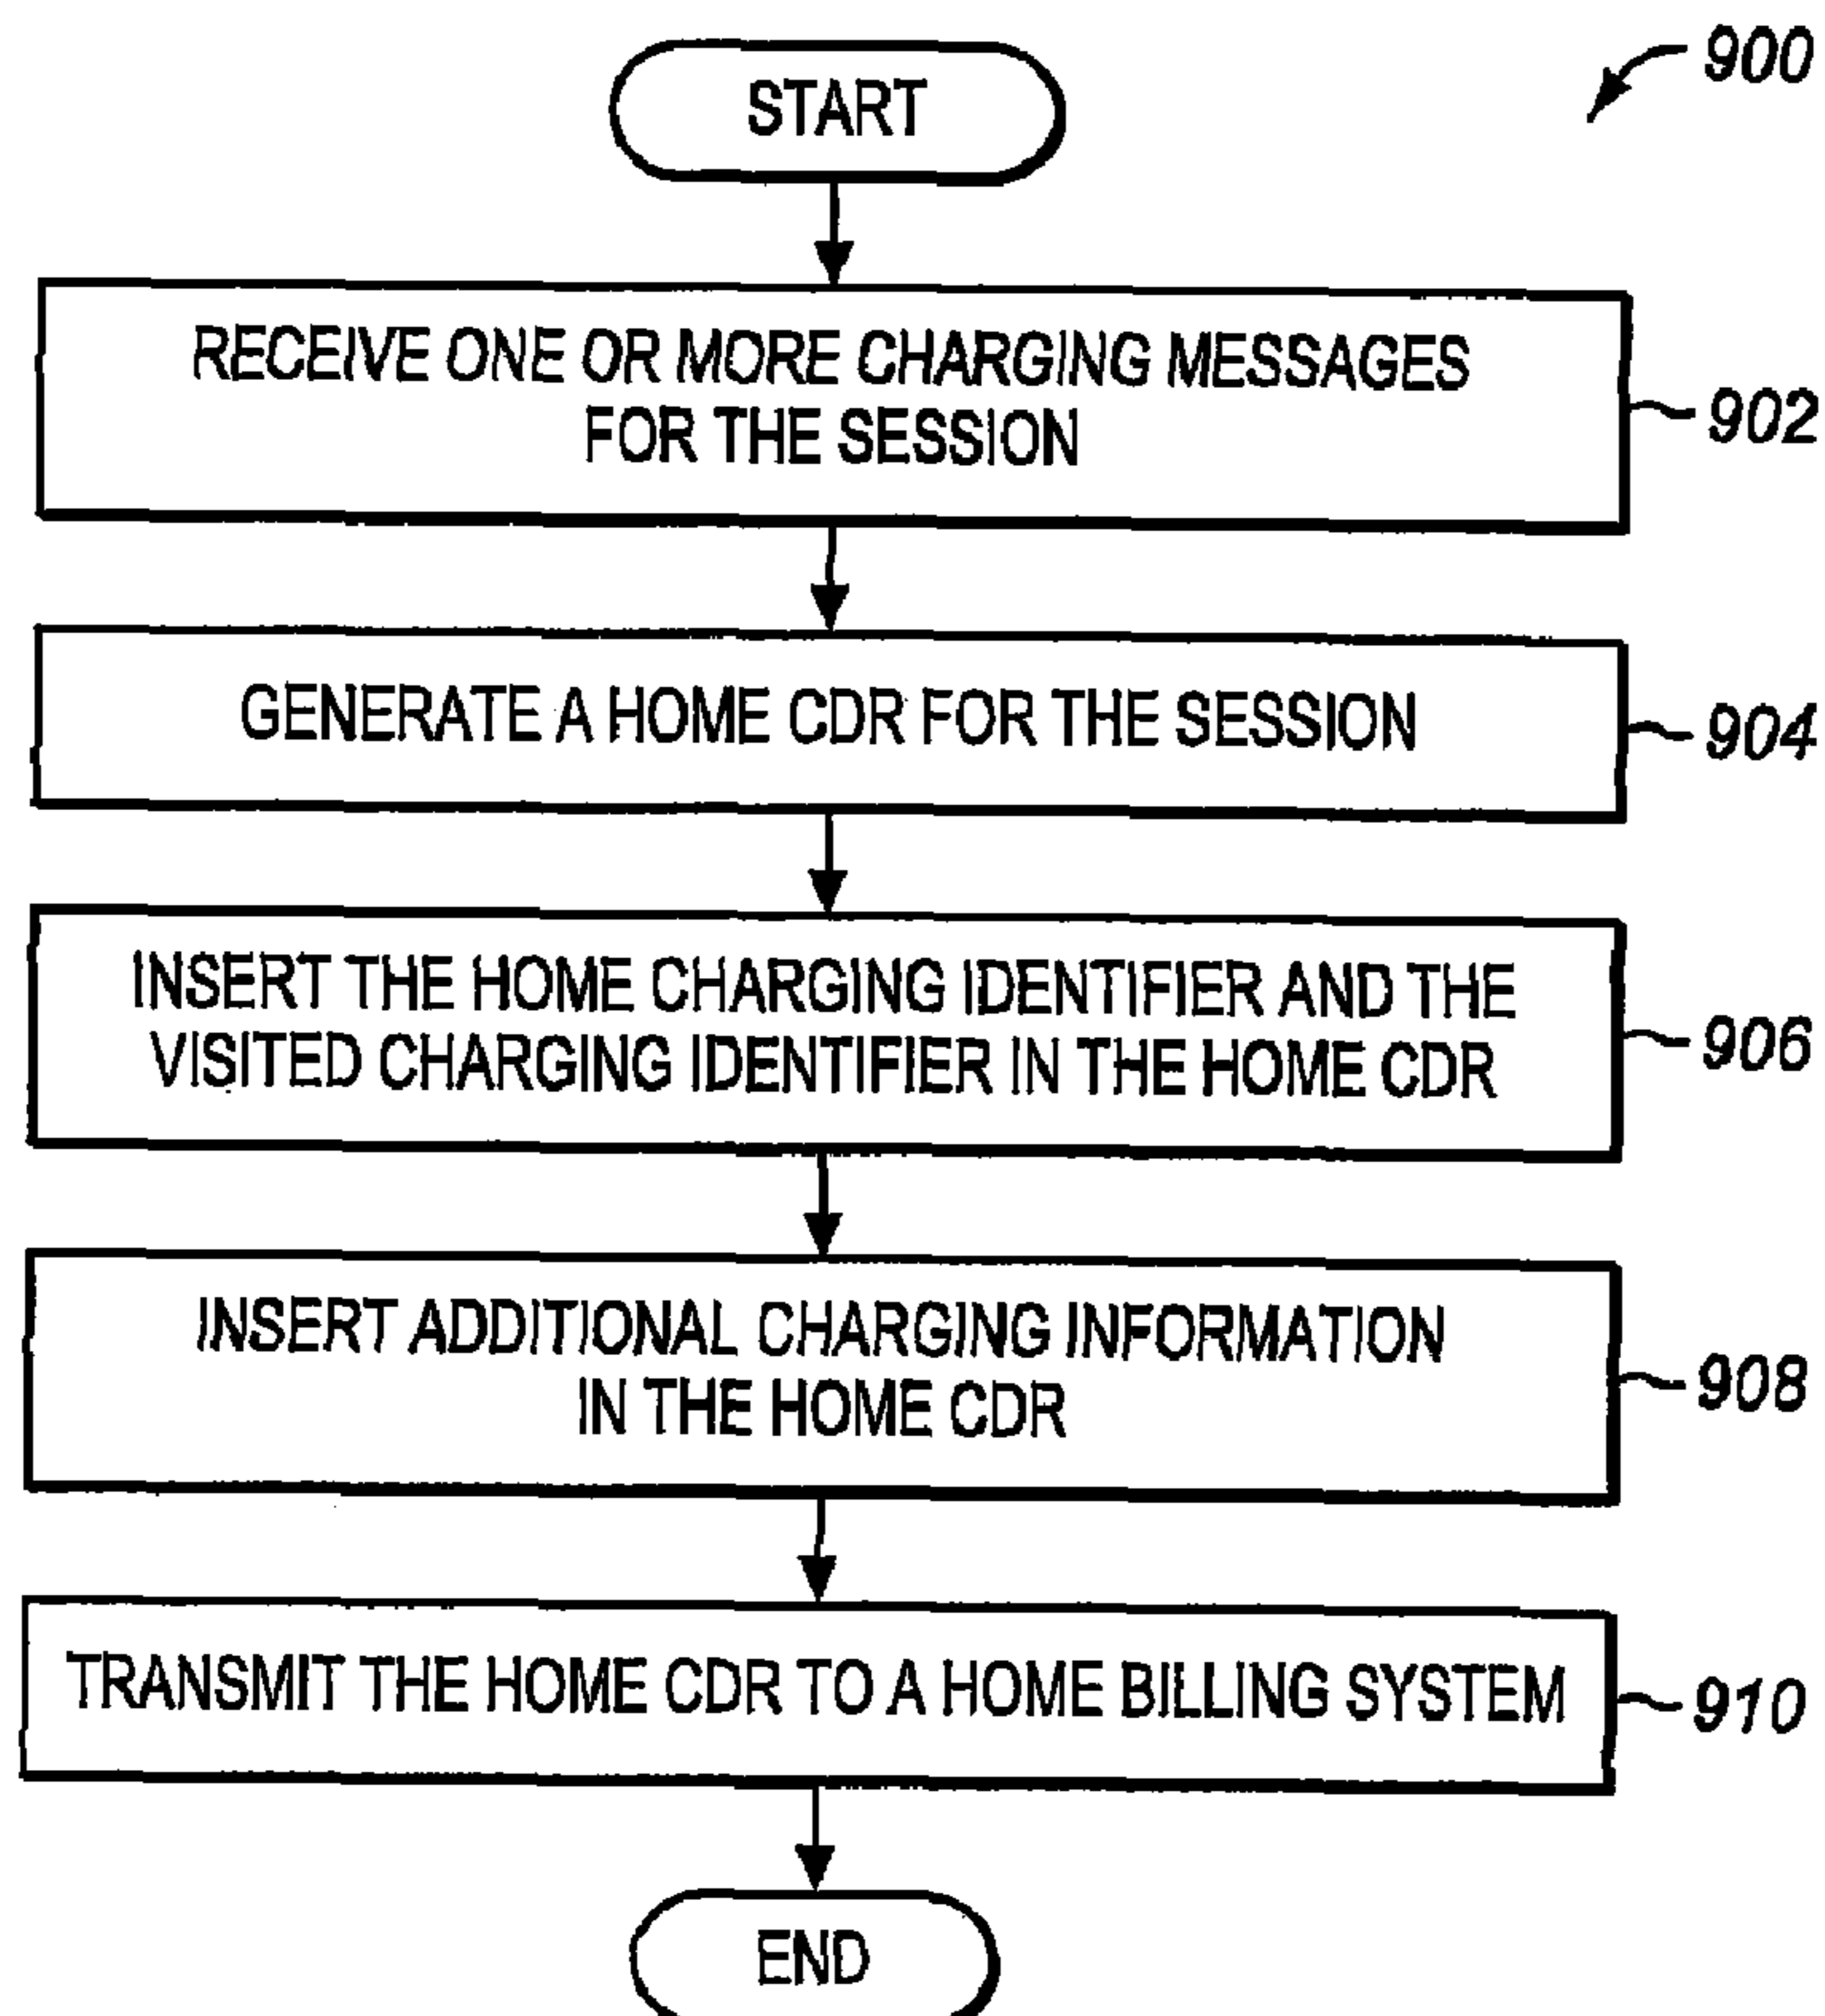 900
START
RECEIVE ONE OR MORE CHARGING MESSAGES
FOR THE SESSION
902
GENERATE A HOME CDR FOR THE SESSION
904
INSERT THE HOME CHARGING IDENTIFIER AND THE
VISITED CHARGING IDENTIFIER IN THE HOME CDR
906
INSERT ADDITIONAL CHARGING INFORMATION
IN THE HOME CDR
908
TRANSMIT THE HOME CDR TO A HOME BILLING SYSTEM
910
END